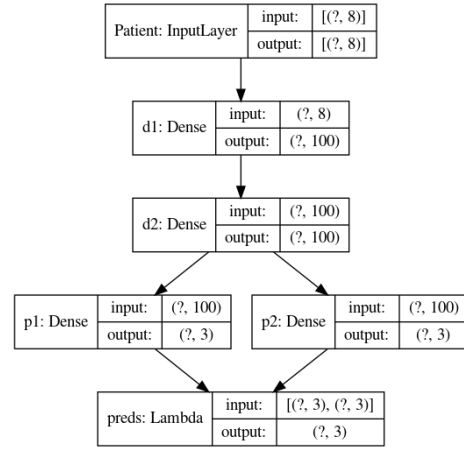 Patient: InputLayer
input: [(?, 8)]
output: [(?, 8)]
d1: Dense
input: (?, 8)
output: (?, 100)
d2: Dense
input: (?, 100)
output: (?, 100)
p1: Dense
input: (?, 100)
output: (?, 3)
p2: Dense
input: (?, 100)
output: (?, 3)
preds: Lambda
input: [(?, 3), (?, 3)]
output: (?, 3)